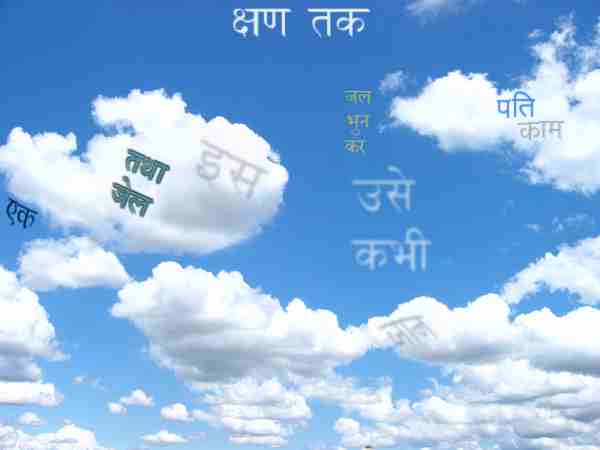 क्षण तक
जल
भुन
कर
पति
काम
तथा
जेल
इस
एक
उसे
कभी